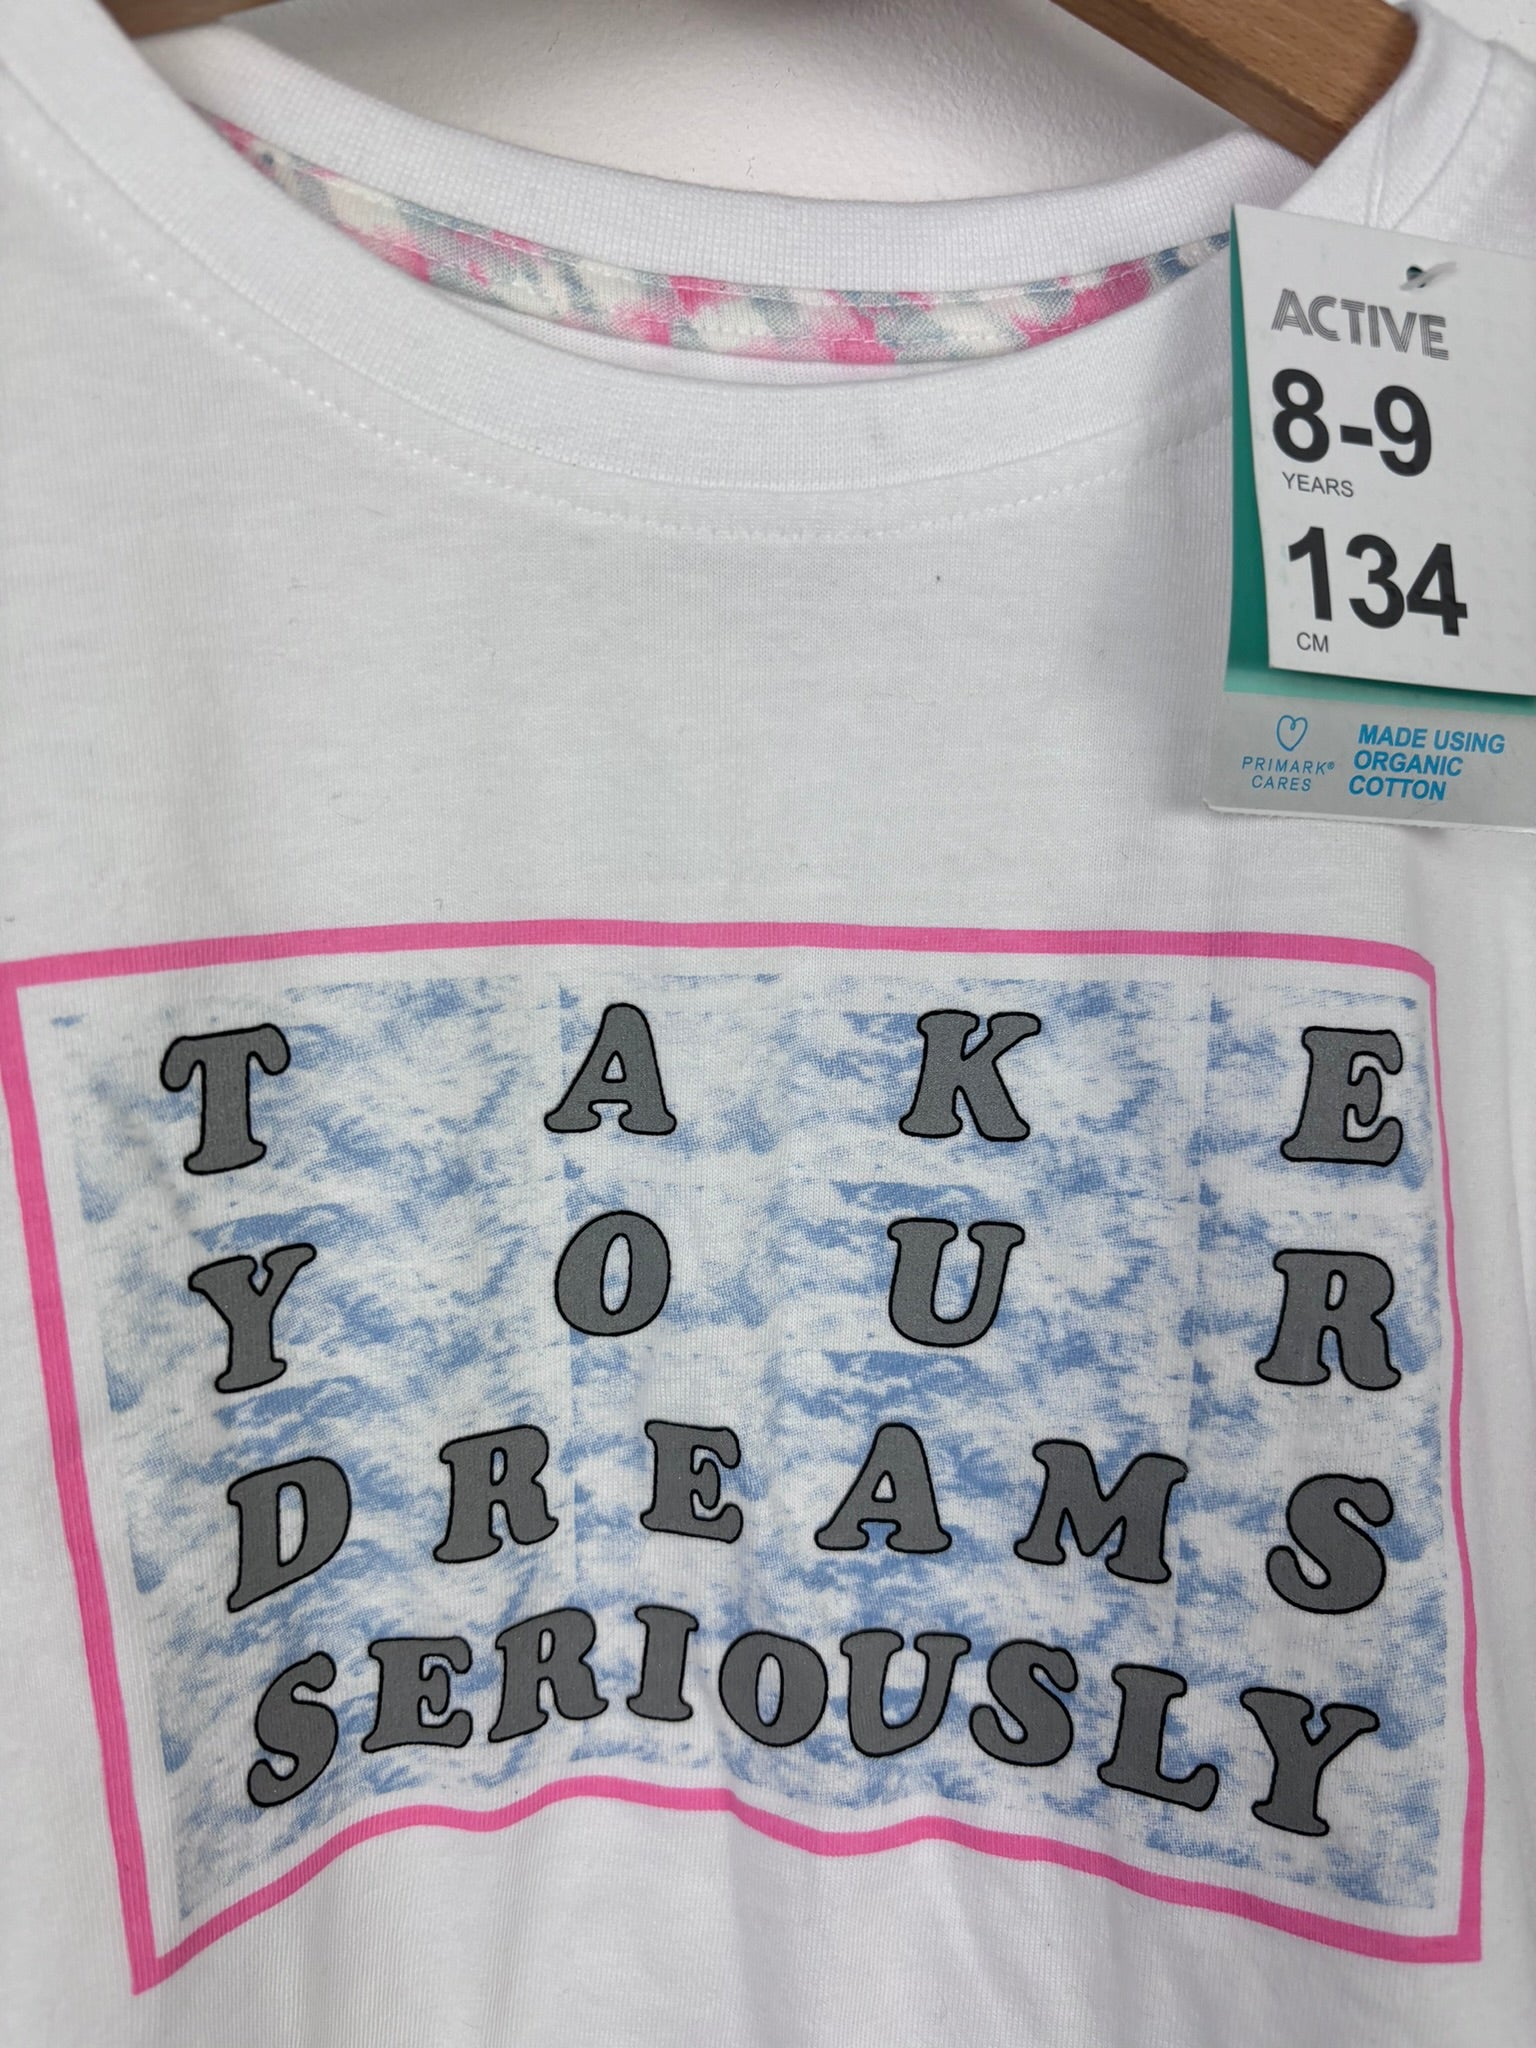 ACTIVE
8-9
YEARS
134
CM
PRIMARK®
CARES
MADE USING
ORGANIC
COTTON
TAKE
YOUR
DREAMS
SERIOUSLY